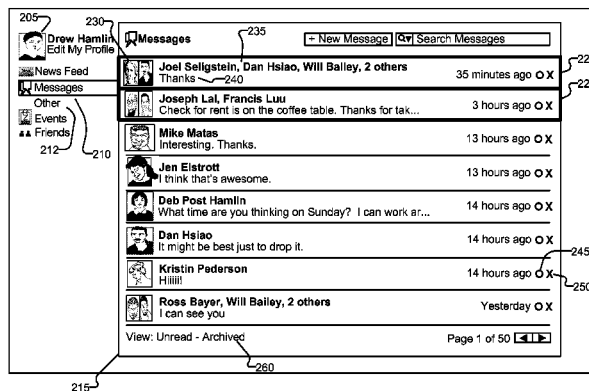 205
230
235
Drew Hamlin
Edit My Profile
Messages
+ New Message
Search Messages
News Feed
Messages
Other
Events
Friends
212
210
Joel Seligstein, Dan Hsiao, Will Bailey, 2 others
Thanks
240
35 minutes ago O X
22
Joseph Lai, Francis Luu
Check for rent is on the coffee table. Thanks for tak...
3 hours ago O X
22
Mike Matas
Interesting. Thanks.
13 hours ago O X
Jen Elstrott
I think that's awesome.
13 hours ago O X
Deb Post Hamlin
What time are you thinking on Sunday? I can work ar...
14 hours ago O X
Dan Hsiao
It might be best just to drop it.
14 hours ago O X
245
Kristin Pederson
Hiiiii!
14 hours ago O X
250
Ross Bayer, Will Bailey, 2 others
I can see you
Yesterday O X
View: Unread - Archived
Page 1 of 50
260
215